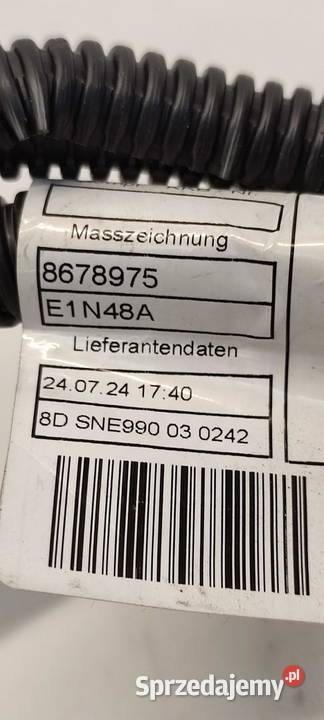 Masszeichnung
8678975
E1N48A
Lieferantendaten
24.07.24 17:40
8D SNE990 03 0242
Sprzedajemy.pl